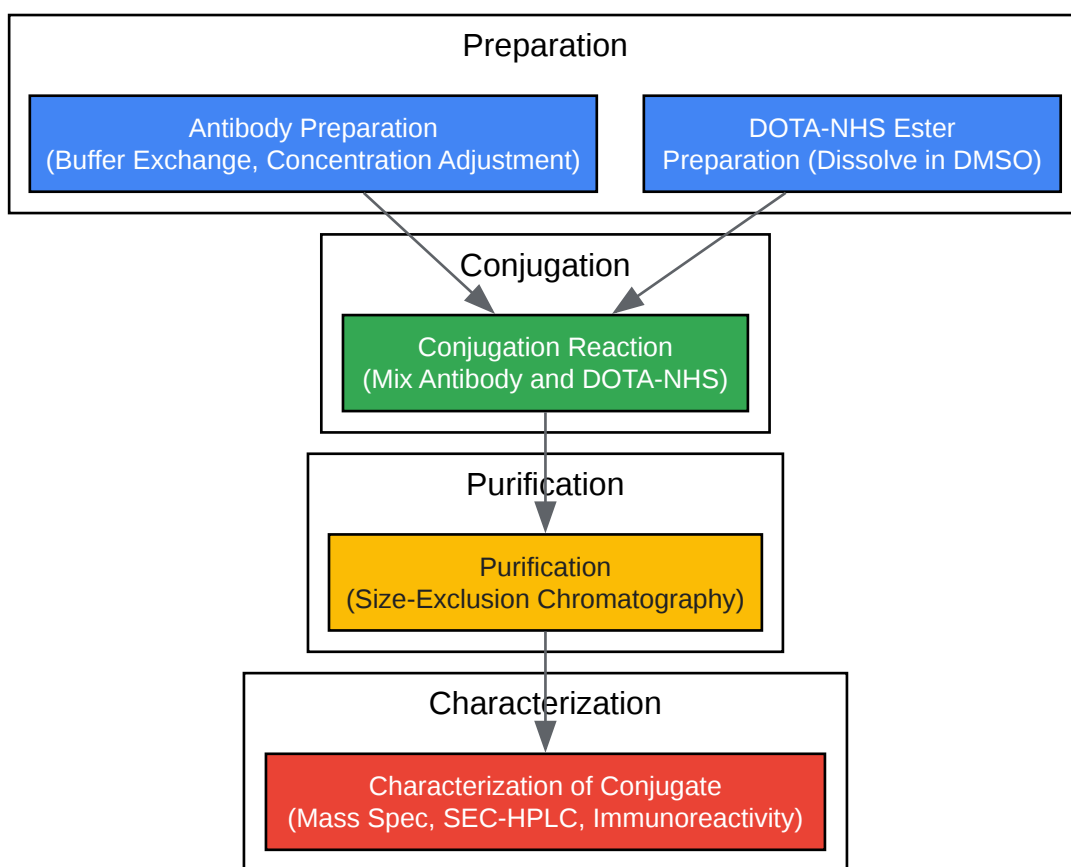 Preparation
Antibody Preparation
(Buffer Exchange, Concentration Adjustment)
DOTA-NHS Ester
Preparation (Dissolve in DMSO)
Conjugation
Conjugation Reaction
(Mix Antibody and DOTA-NHS)
Purification
Purification
(Size-Exclusion Chromatography)
Characterization
Characterization of Conjugate
(Mass Spec, SEC-HPLC, Immunoreactivity)